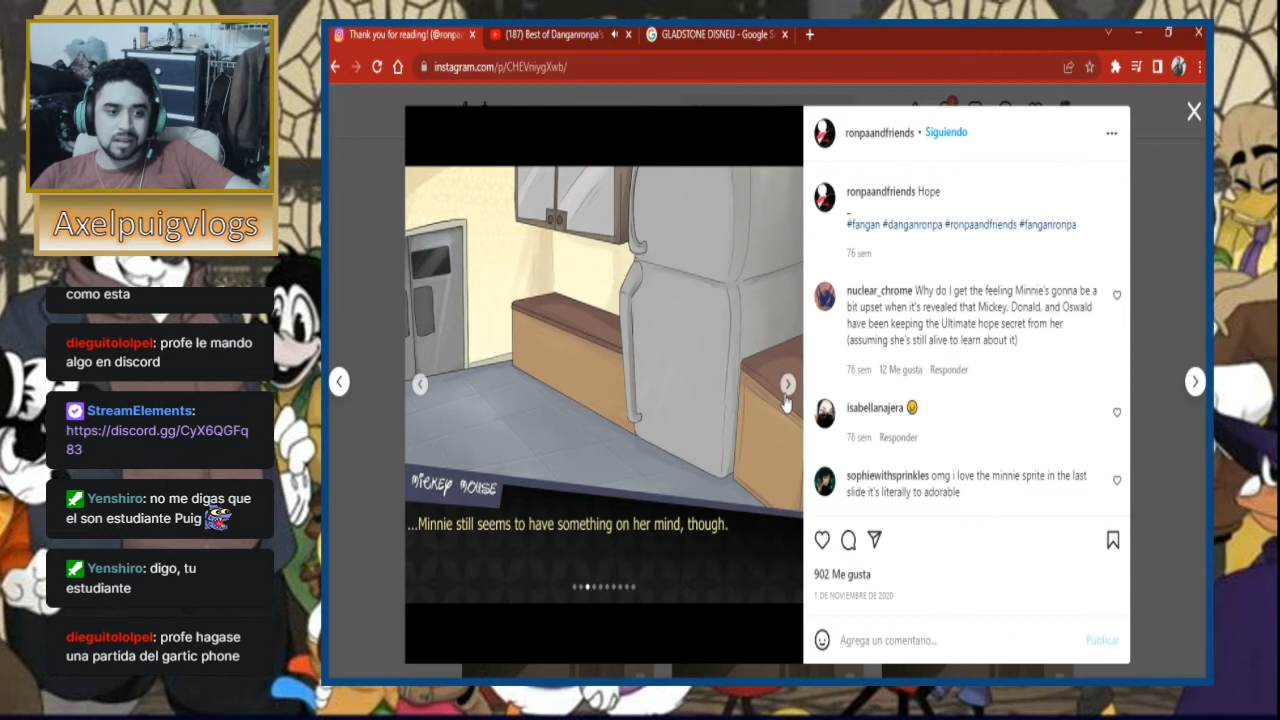 Axelpuigvlogs
como esta
dieguitololpel: profe le mando
algo en discord
StreamElements:
https://discord.gg/CyX6QGFq
83
Yenshiro: no me digas que
el son estudiante Puig
Yenshiro: digo, tu
estudiante
dieguitololpel: profe hagase
una partida del gartic phone
Thank you for reading! (@ronpa
(187) Best of Danganronpa's
GLADSTONE DISNEU - Google S
instagram.com/p/CHEVniygXwb/
MICKEY MOUSE
...Minnie still seems to have something on her mind, though.
ronpaandfriends • Siguiendo
ronpaandfriends Hope
_
#fangan #danganronpa #ronpaandfriends #fanganronpa
76 sem
nuclear_chrome Why do I get the feeling Minnie's gonna be a
bit upset when it's revealed that Mickey, Donald, and Oswald
have been keeping the Ultimate hope secret from her
(assuming she's still alive to learn about it)
76 sem 12 Me gusta Responder
isabellanajera
76 sem Responder
sophiewithsprinkles omg i love the minnie sprite in the last
slide it's literally to adorable
902 Me gusta
1 DE NOVIEMBRE DE 2020
Agrega un comentario...
Publicar